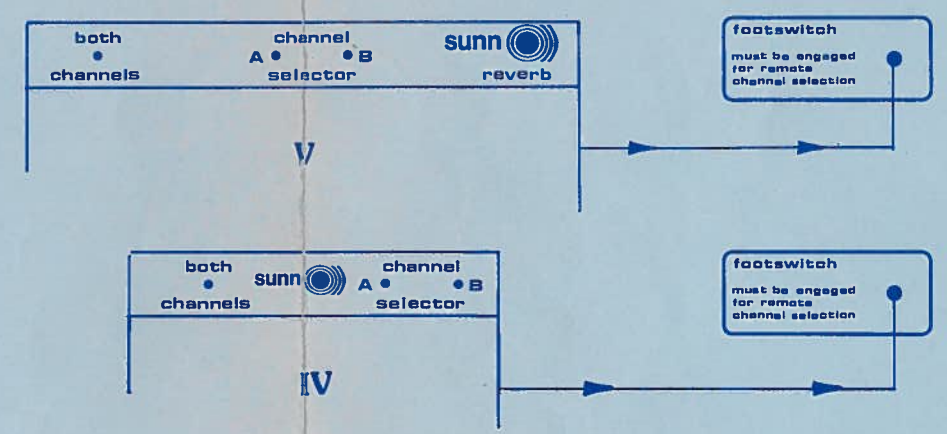 both
channels
channel
A B
selector
sunn
reverb
footswitch
must be engaged
for remote
channel selection
V
both
channels
sunn
channel
A B
selector
footswitch
must be engaged
for remote
channel selection
IV